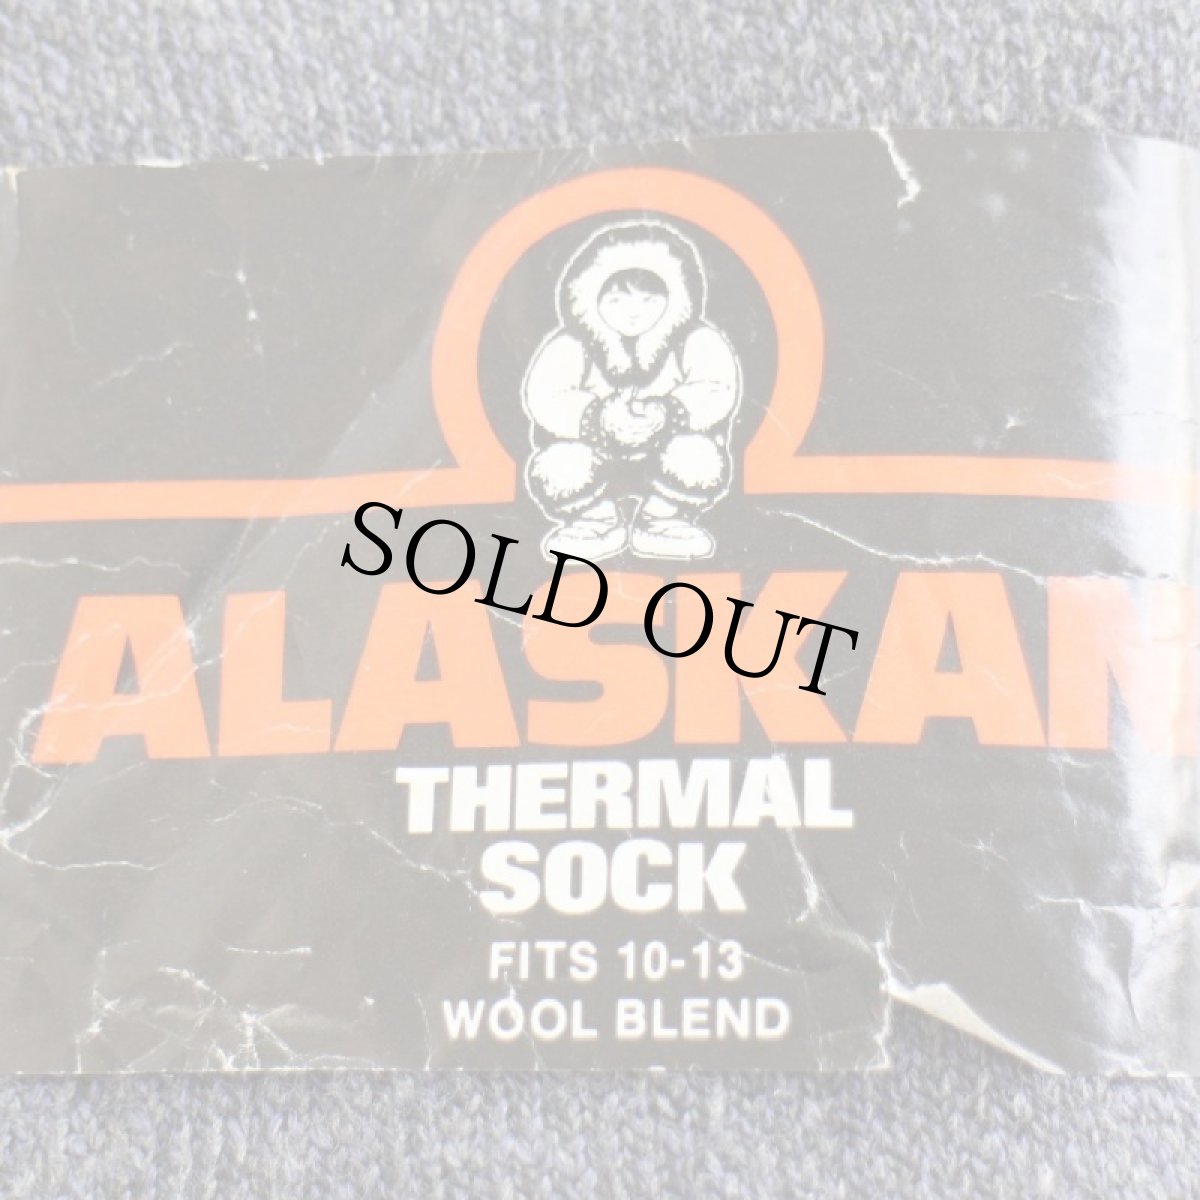 SOLD OUT
ALASKAN
THERMAL
SOCK
FITS 10-13
WOOL BLEND